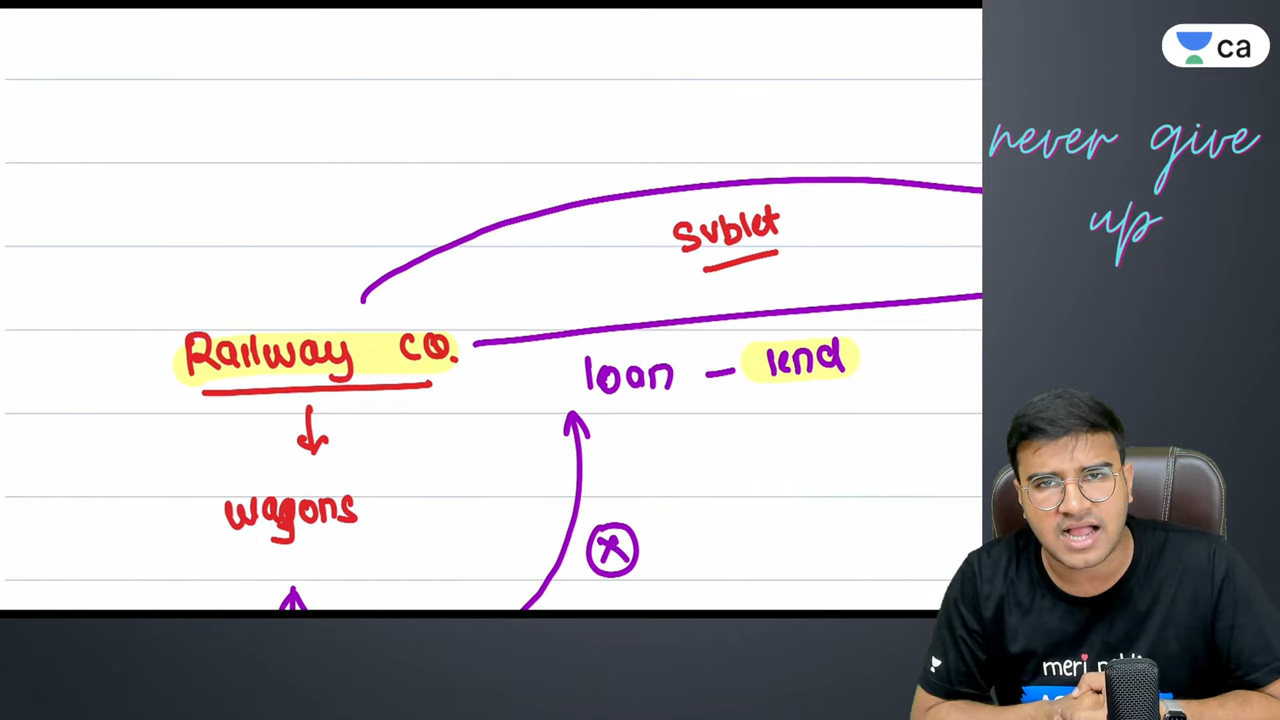 ca
never give
up
Sublet
Railway co.
loan - lend
wagons
x